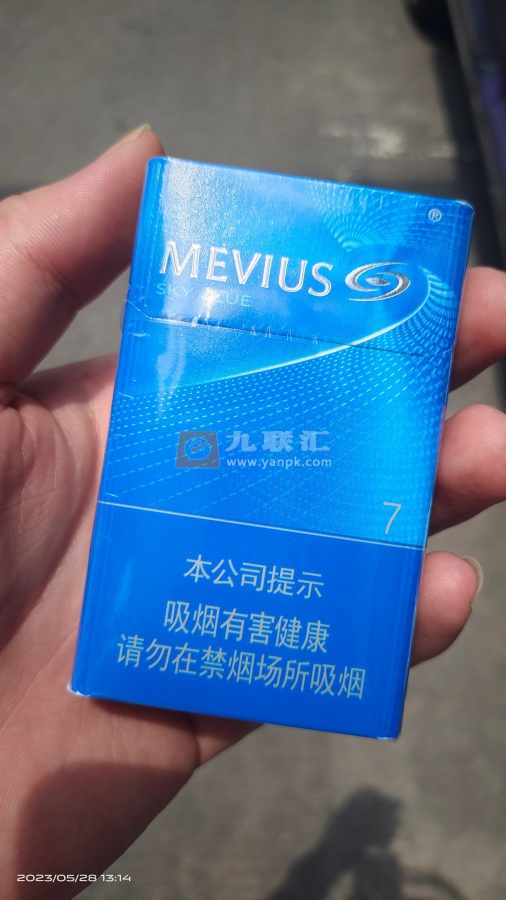 ®
MEVIUS
SKY BLUE
九联汇
www.yanpk.com
7
本公司提示
吸烟有害健康
请勿在禁烟场所吸烟
2023/05/28 13:14